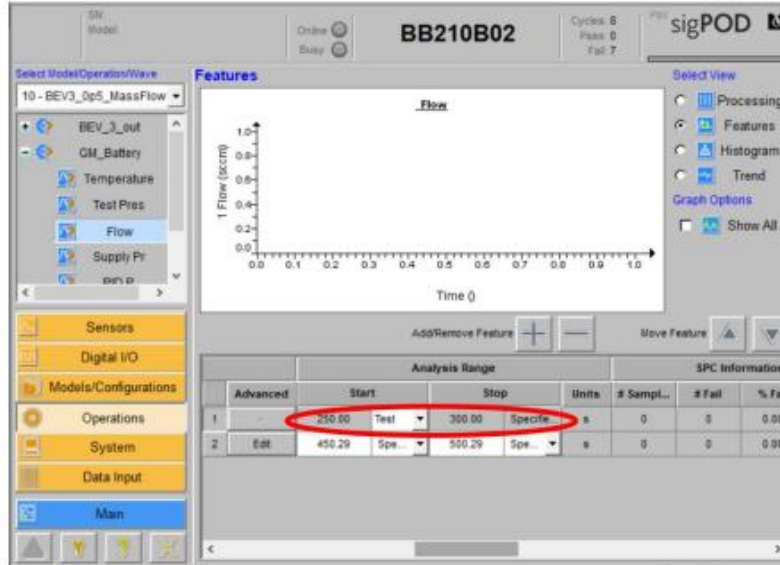 SN:
Model:
Online
Busy
BB210B02
Cycles: 8
Pass: 0
Fail: 7
sigPOD
Select Model/Operation/Wave
10 - BEV3_0p5_MassFlow
BEV_3_out
GM_Battery
Temperature
Test Pres
Flow
Supply Pr
Features
Flow
1 Flow (sccm)
1.0
0.8
0.6
0.4
0.2
0.0
0.0 0.1 0.2 0.3 0.4 0.5 0.6 0.7 0.8 0.9 1.0
Time ()
Select View
Processing
Features
Histogram
Trend
Graph Options
Show All
Sensors
Digital I/O
Models/Configurations
Operations
System
Data Input
Main
Add/Remove Feature
Move Feature
Analysis Range
SPC Information
Advanced Start Stop Units # Sampl... # Fail % Fa
1 - 250.00 Test 300.00 Specifie... s 0 0 0.00
2 Edit 450.29 Spe... 500.29 Spe... s 0 0 0.00